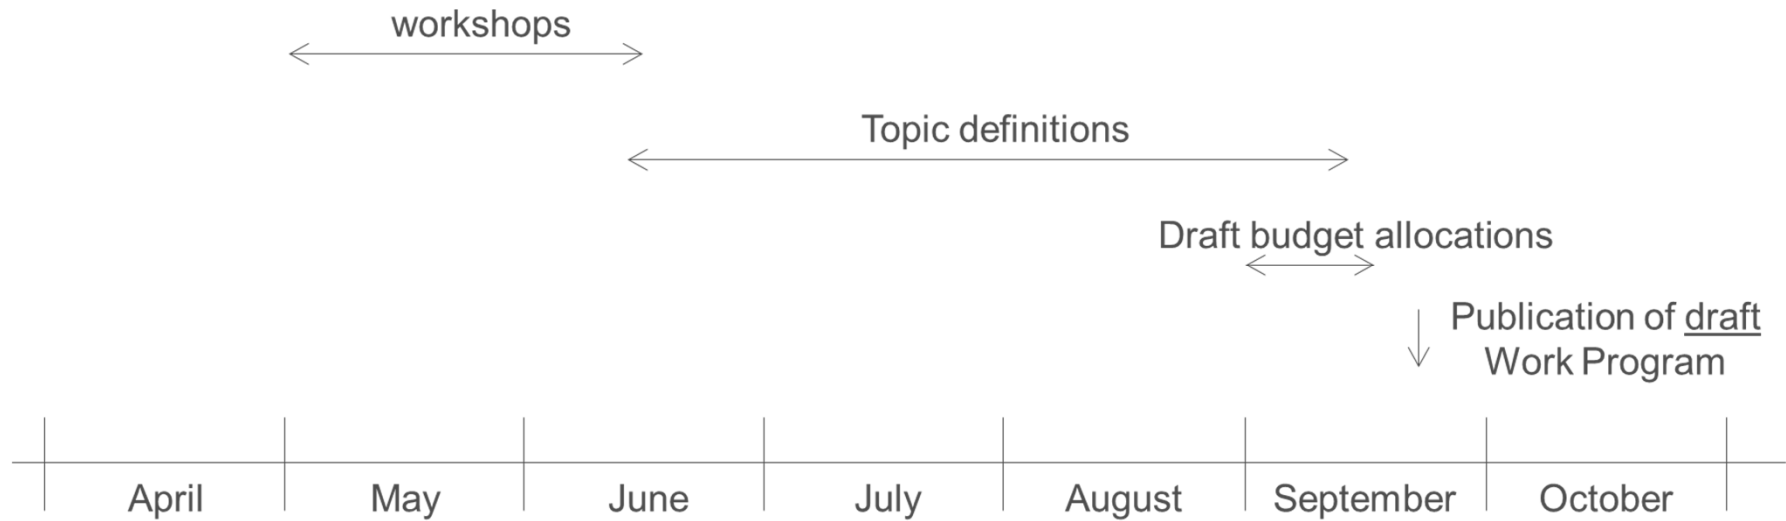 workshops
Topic definitions
Draft budget allocations
Publication of draft
Work Program
April May June July August September October